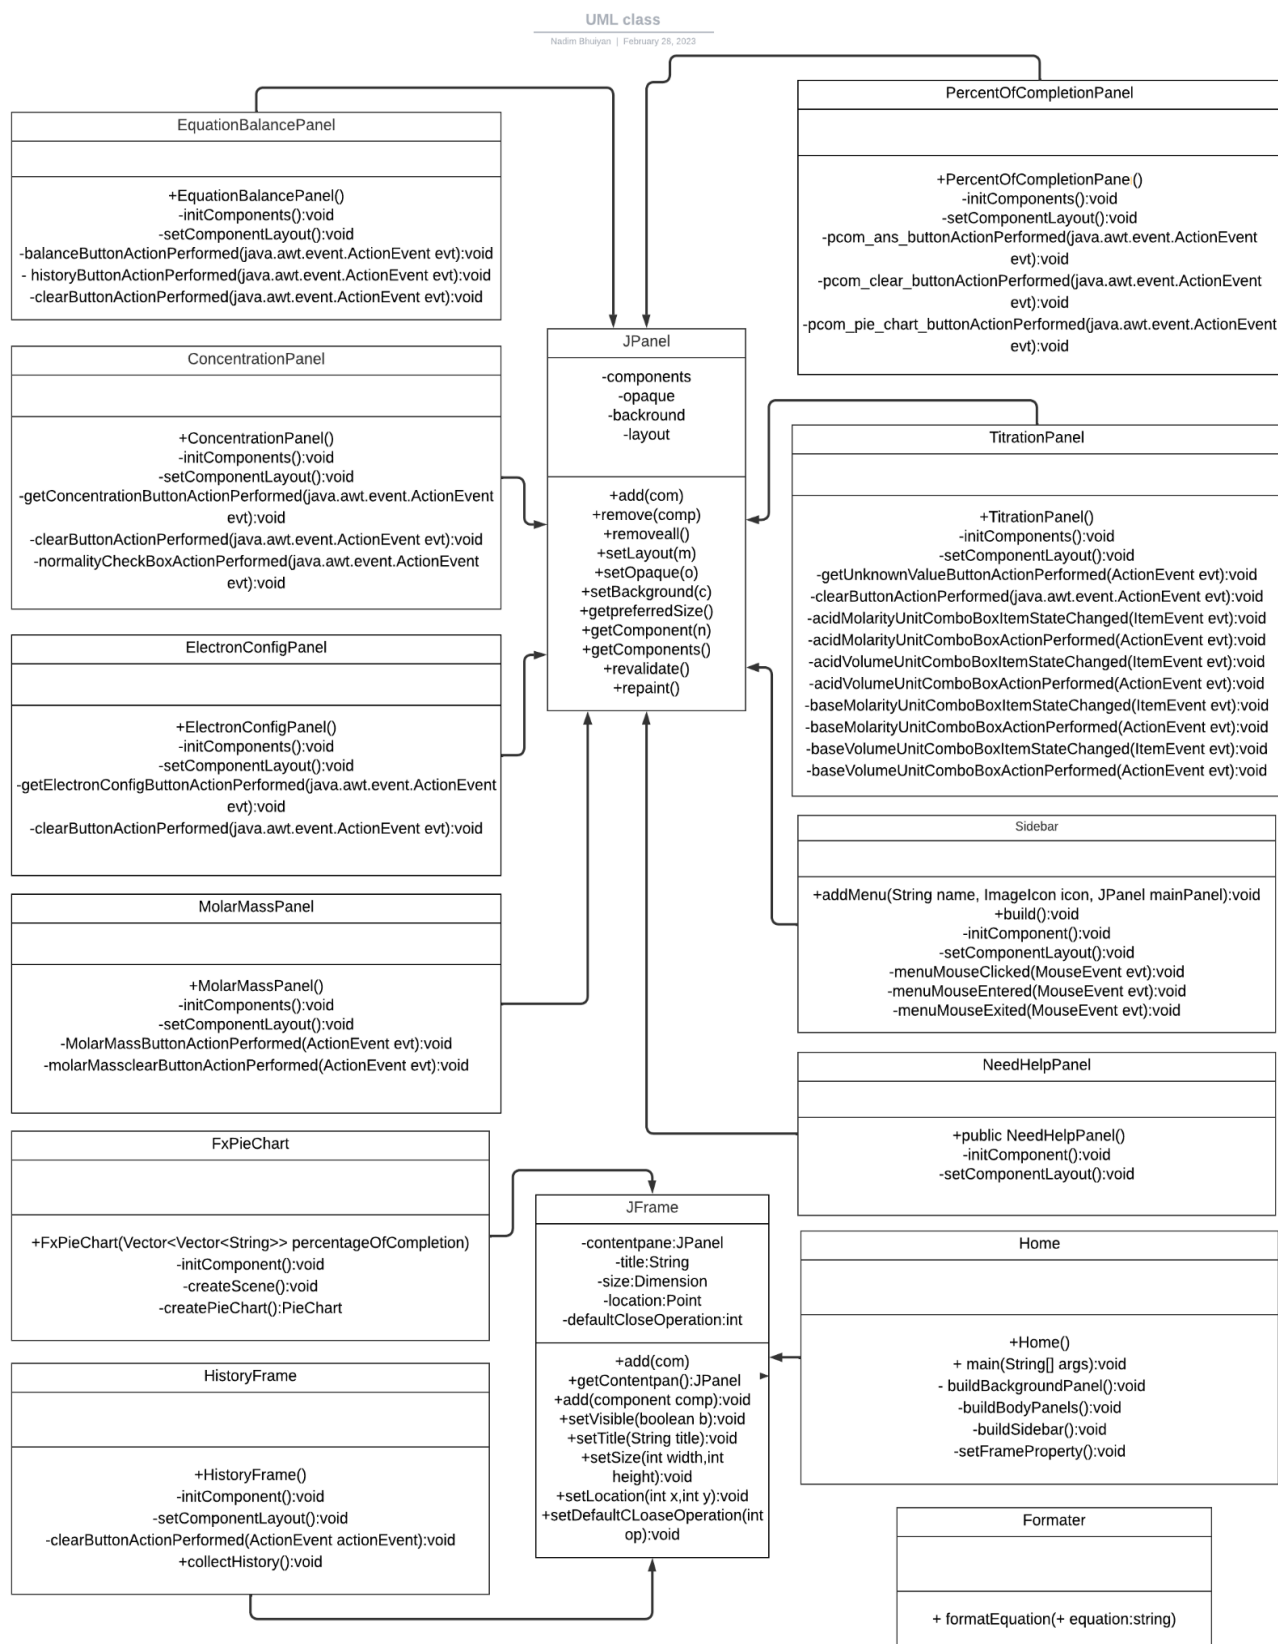 UML class
Nadim Bhuiyan | February 26, 2023
EquationBalancePanel
+EquationBalancePanel()
-initComponents():void
-setComponentLayout():void
-balanceButtonActionPerformed(java.awt.event.ActionEvent evt):void
- historyButtonActionPerformed(java.awt.event.ActionEvent evt):void
-clearButtonActionPerformed(java.awt.event.ActionEvent evt):void
PercentOfCompletionPanel
+PercentOfCompletionPane()
-initComponents():void
-setComponentLayout():void
-pcom_ans_buttonActionPerformed(java.awt.event.ActionEvent
evt):void
-pcom_clear_buttonActionPerformed(java.awt.event.ActionEvent
evt):void
-pcom_pie_chart_buttonActionPerformed(java.awt.event.ActionEvent
evt):void
ConcentrationPanel
+ConcentrationPanel()
-initComponents():void
-setComponentLayout():void
-getConcentrationButtonActionPerformed(java.awt.event.ActionEvent
evt):void
-clearButtonActionPerformed(java.awt.event.ActionEvent evt):void
-normalityCheckBoxActionPerformed(java.awt.event.ActionEvent
evt):void
JPanel
-components
-opaque
-backround
-layout
+add(com)
+remove(comp)
+removeall()
+setLayout(m)
+setOpaque(o)
+setBackground(c)
+getpreferredSize()
+getComponent(n)
+getComponents()
+revalidate()
+repaint()
TitrationPanel
+TitrationPanel()
-initComponents():void
-setComponentLayout():void
-getUnknownValueButtonActionPerformed(ActionEvent evt):void
-clearButtonActionPerformed(java.awt.event.ActionEvent evt):void
-acidMolarityUnitComboBoxItemStateChanged(ItemEvent evt):void
-acidMolarityUnitComboBoxActionPerformed(ActionEvent evt):void
-acidVolumeUnitComboBoxItemStateChanged(ItemEvent evt):void
-acidVolumeUnitComboBoxActionPerformed(ActionEvent evt):void
-baseMolarityUnitComboBoxItemStateChanged(ItemEvent evt):void
-baseMolarityUnitComboBoxActionPerformed(ActionEvent evt):void
-baseVolumeUnitComboBoxItemStateChanged(ItemEvent evt):void
-baseVolumeUnitComboBoxActionPerformed(ActionEvent evt):void
ElectronConfigPanel
+ElectronConfigPanel()
-initComponents():void
-setComponentLayout():void
-getElectronConfigButtonActionPerformed(java.awt.event.ActionEvent
evt):void
-clearButtonActionPerformed(java.awt.event.ActionEvent evt):void
Sidebar
+addMenu(String name, ImageIcon icon, JPanel mainPanel):void
+build():void
-initComponent():void
-setComponentLayout():void
-menuMouseClicked(MouseEvent evt):void
-menuMouseEntered(MouseEvent evt):void
-menuMouseExited(MouseEvent evt):void
MolarMassPanel
+MolarMassPanel()
-initComponents():void
-setComponentLayout():void
-MolarMassButtonActionPerformed(ActionEvent evt):void
-molarMassclearButtonActionPerformed(ActionEvent evt):void
NeedHelpPanel
+public NeedHelpPanel()
-initComponent():void
-setComponentLayout():void
FxPieChart
+FxPieChart(Vector<Vector<String>> percentageOfCompletion)
-initComponent():void
-createScene():void
-createPieChart():PieChart
JFrame
-contentpane:JPanel
-title:String
-size:Dimension
-location:Point
-defaultCloseOperation:int
+add(com)
+getContentpan():JPanel
+add(component comp):void
+setVisible(boolean b):void
+setTitle(String title):void
+setSize(int width,int
height):void
+setLocation(int x,int y):void
+setDefaultCLoaseOperation(int
op):void
Home
+Home()
+ main(String[] args):void
- buildBackgroundPanel():void
-buildBodyPanels():void
-buildSidebar():void
-setFrameProperty():void
HistoryFrame
+HistoryFrame()
-initComponent():void
-setComponentLayout():void
-clearButtonActionPerformed(ActionEvent actionEvent):void
+collectHistory():void
Formater
+ formatEquation(+ equation:string)